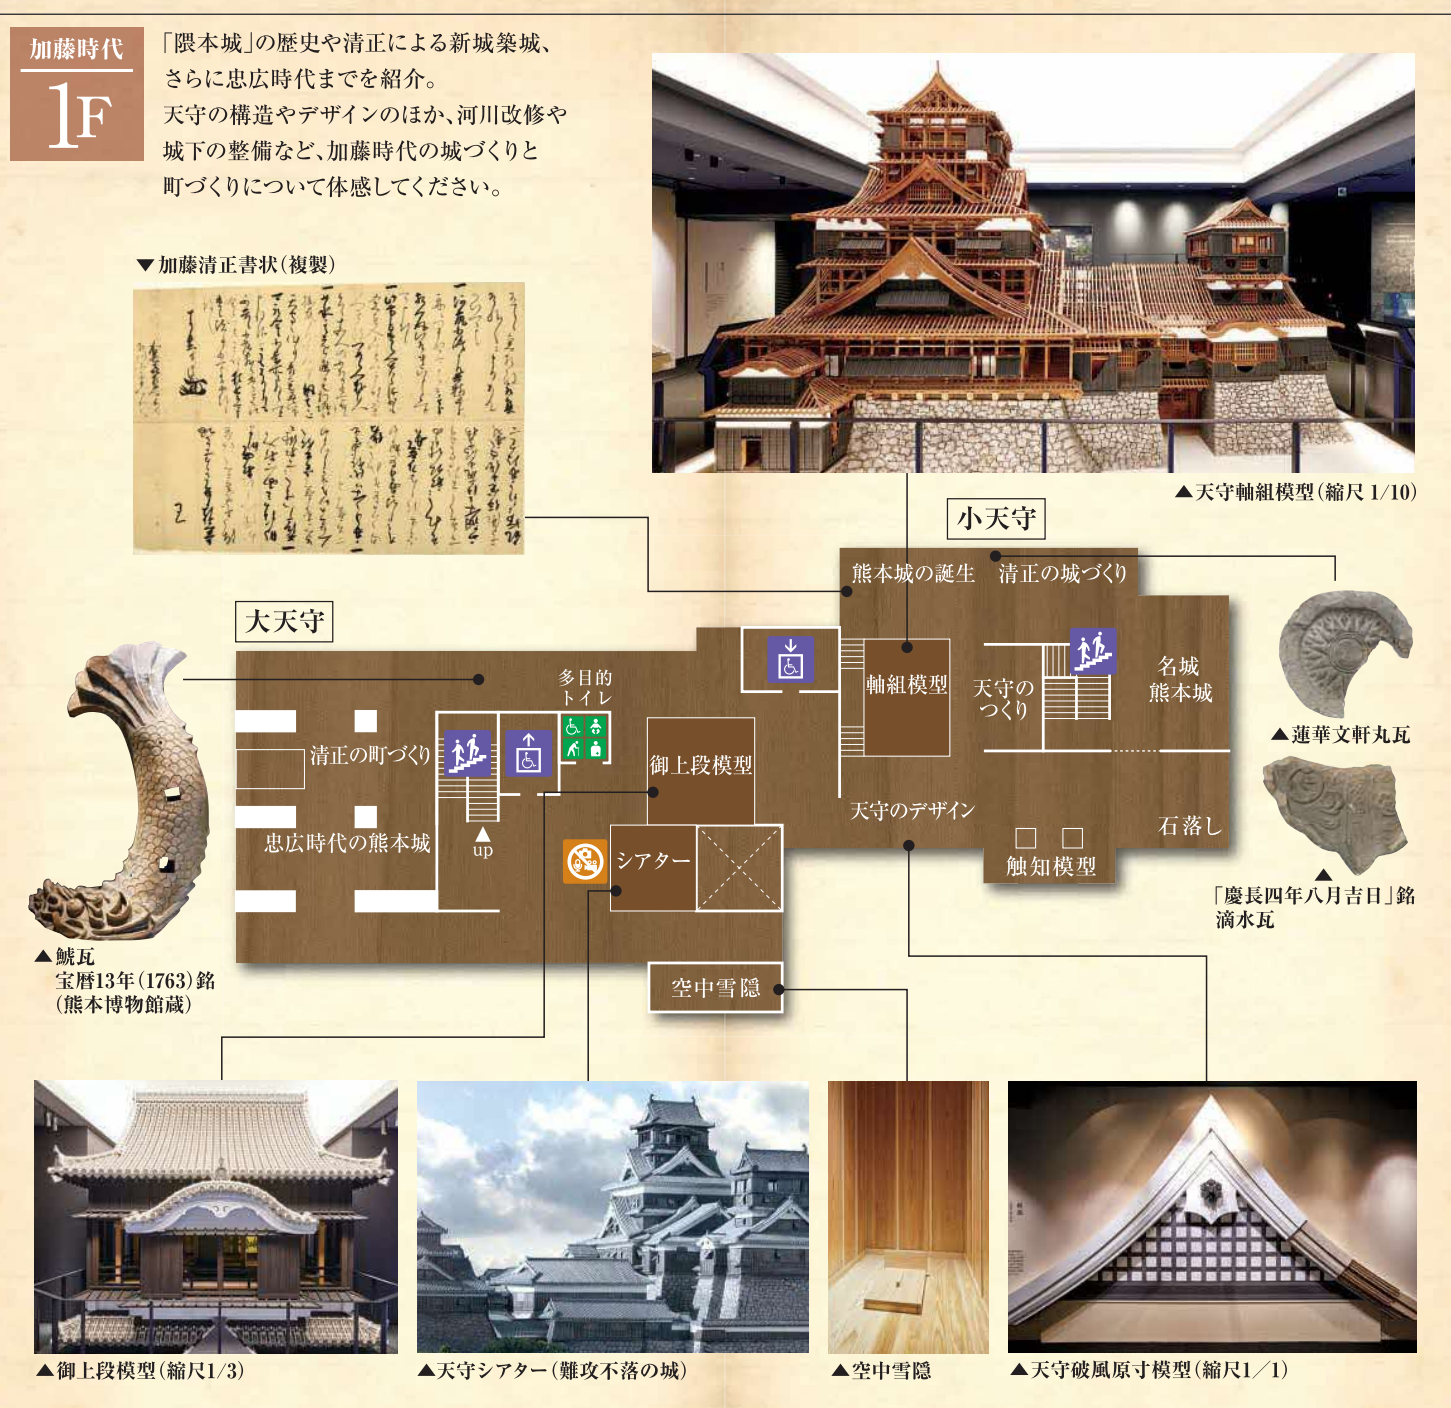 加藤時代
1F
「隈本城」の歴史や清正による新城築城、
さらに忠広時代までを紹介。
天守の構造やデザインのほか、河川改修や
城下の整備など、加藤時代の城づくりと
町づくりについて体感してください。
▼加藤清正書状（複製）
▲天守軸組模型（縮尺 1/10）
小天守
熊本城の誕生
清正の城づくり
大天守
多目的
トイレ
軸組模型
天守の
つくり
名城
熊本城
▲蓮華文軒丸瓦
清正の町づくり
御上段模型
天守のデザイン
石落し
忠広時代の熊本城
up
シアター
触知模型
▲
「慶長四年八月吉日」銘
滴水瓦
▲鯱瓦
宝暦13年（1763）銘
（熊本博物館蔵）
空中雪隠
▲御上段模型（縮尺1/3）
▲天守シアター（難攻不落の城）
▲空中雪隠
▲天守破風原寸模型（縮尺1／1）